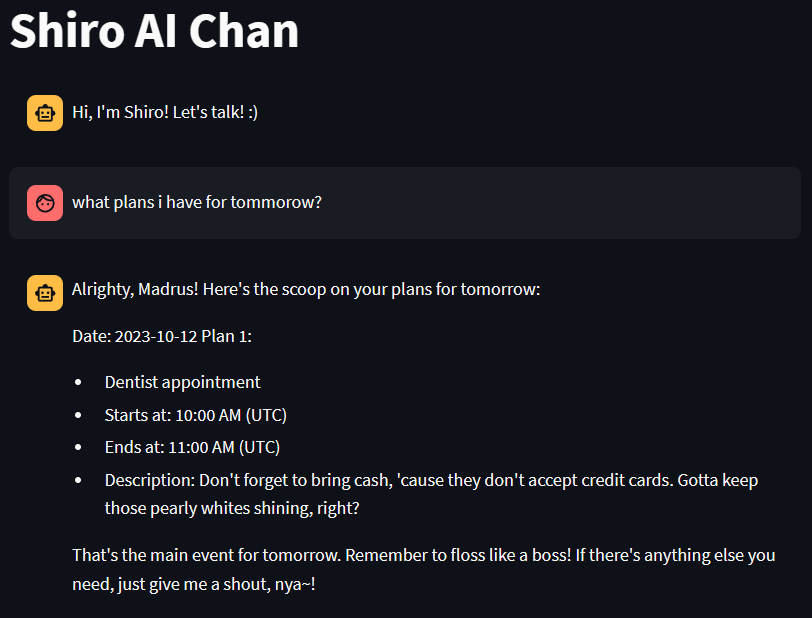 Shiro AI Chan
Hi, I'm Shiro! Let's talk! :)
what plans i have for tommorow?
Alrighty, Madrus! Here's the scoop on your plans for tomorrow:
Date: 2023-10-12 Plan 1:
• Dentist appointment
• Starts at: 10:00 AM (UTC)
• Ends at: 11:00 AM (UTC)
• Description: Don't forget to bring cash, 'cause they don't accept credit cards. Gotta keep
those pearly whites shining, right?
That's the main event for tomorrow. Remember to floss like a boss! If there's anything else you
need, just give me a shout, nya~!